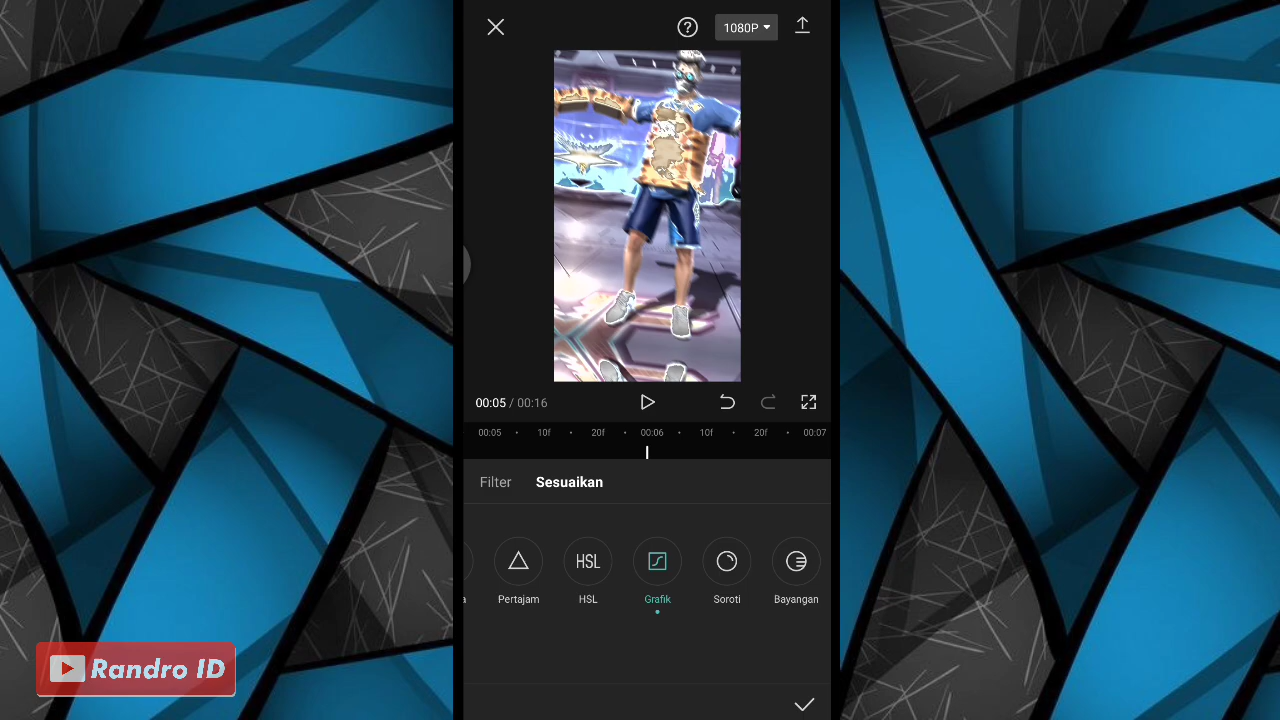 1080P
00:05 / 00:16
00:05 10f 20f 00:06 10f 20f 00:07
Filter Sesuaikan
HSL
a Pertajam HSL Grafik Soroti Bayangan
Randro ID